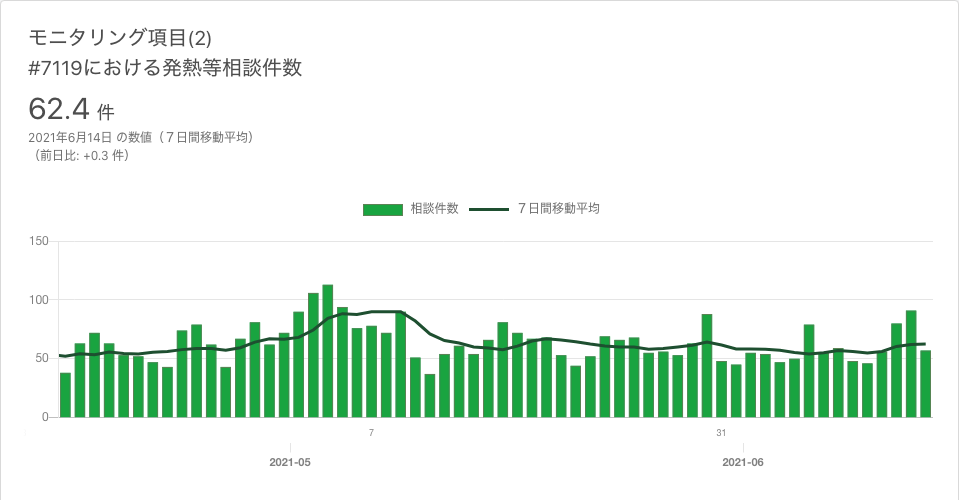 モニタリング項目(2)
#7119における発熱等相談件数
62.4 件
2021年6月14日 の数値（７日間移動平均）
（前日比: +0.3 件）
相談件数 ７日間移動平均
150
100
50
0
7 31
2021-05 2021-06